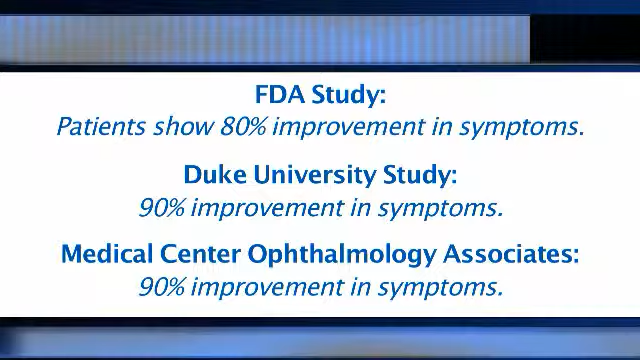 FDA Study:
Patients show 80% improvement in symptoms.
Duke University Study:
90% improvement in symptoms.
Medical Center Ophthalmology Associates:
90% improvement in symptoms.